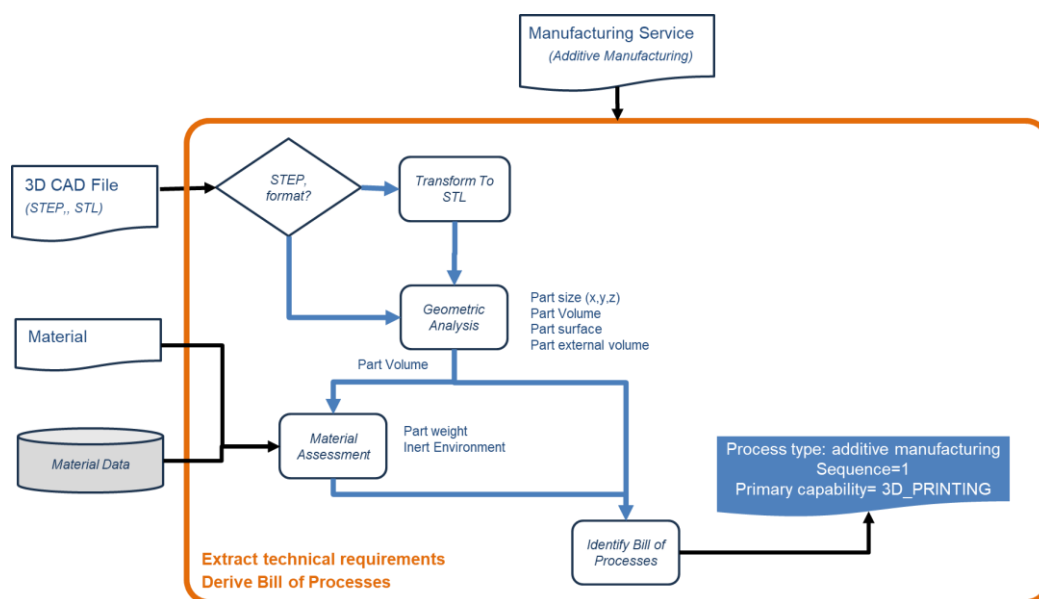 Manufacturing Service
(Additive Manufacturing)
3D CAD File
(STEP,, STL)
STEP,
format?
Transform To
STL
Geometric
Analysis
Part size (x,y,z)
Part Volume
Part surface
Part external volume
Material
Part Volume
Material Data
Material
Assessment
Part weight
Inert Environment
Process type: additive manufacturing
Sequence=1
Primary capability= 3D_PRINTING
Identify Bill of
Processes
Extract technical requirements
Derive Bill of Processes